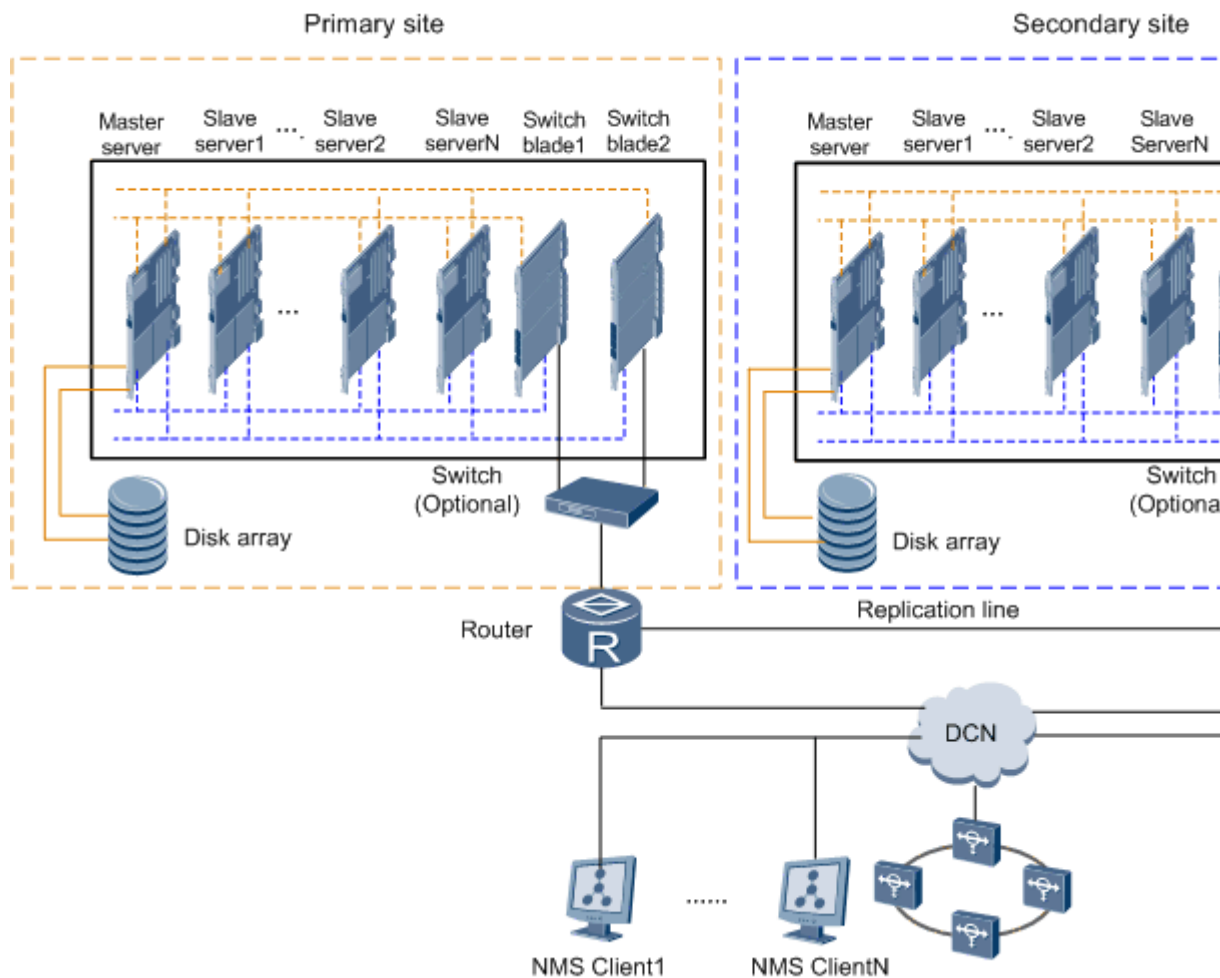 Primary site
Secondary site
Master
server
Slave
server1
....
Slave
server2
Slave
serverN
Switch
blade1
Switch
blade2
Master
server
Slave
server1
....
Slave
server2
Slave
ServerN
...
...
Switch
(Optional)
Disk array
Switch
(Optiona
Disk array
Router
R
Replication line
DCN
......
NMS Client1
NMS ClientN